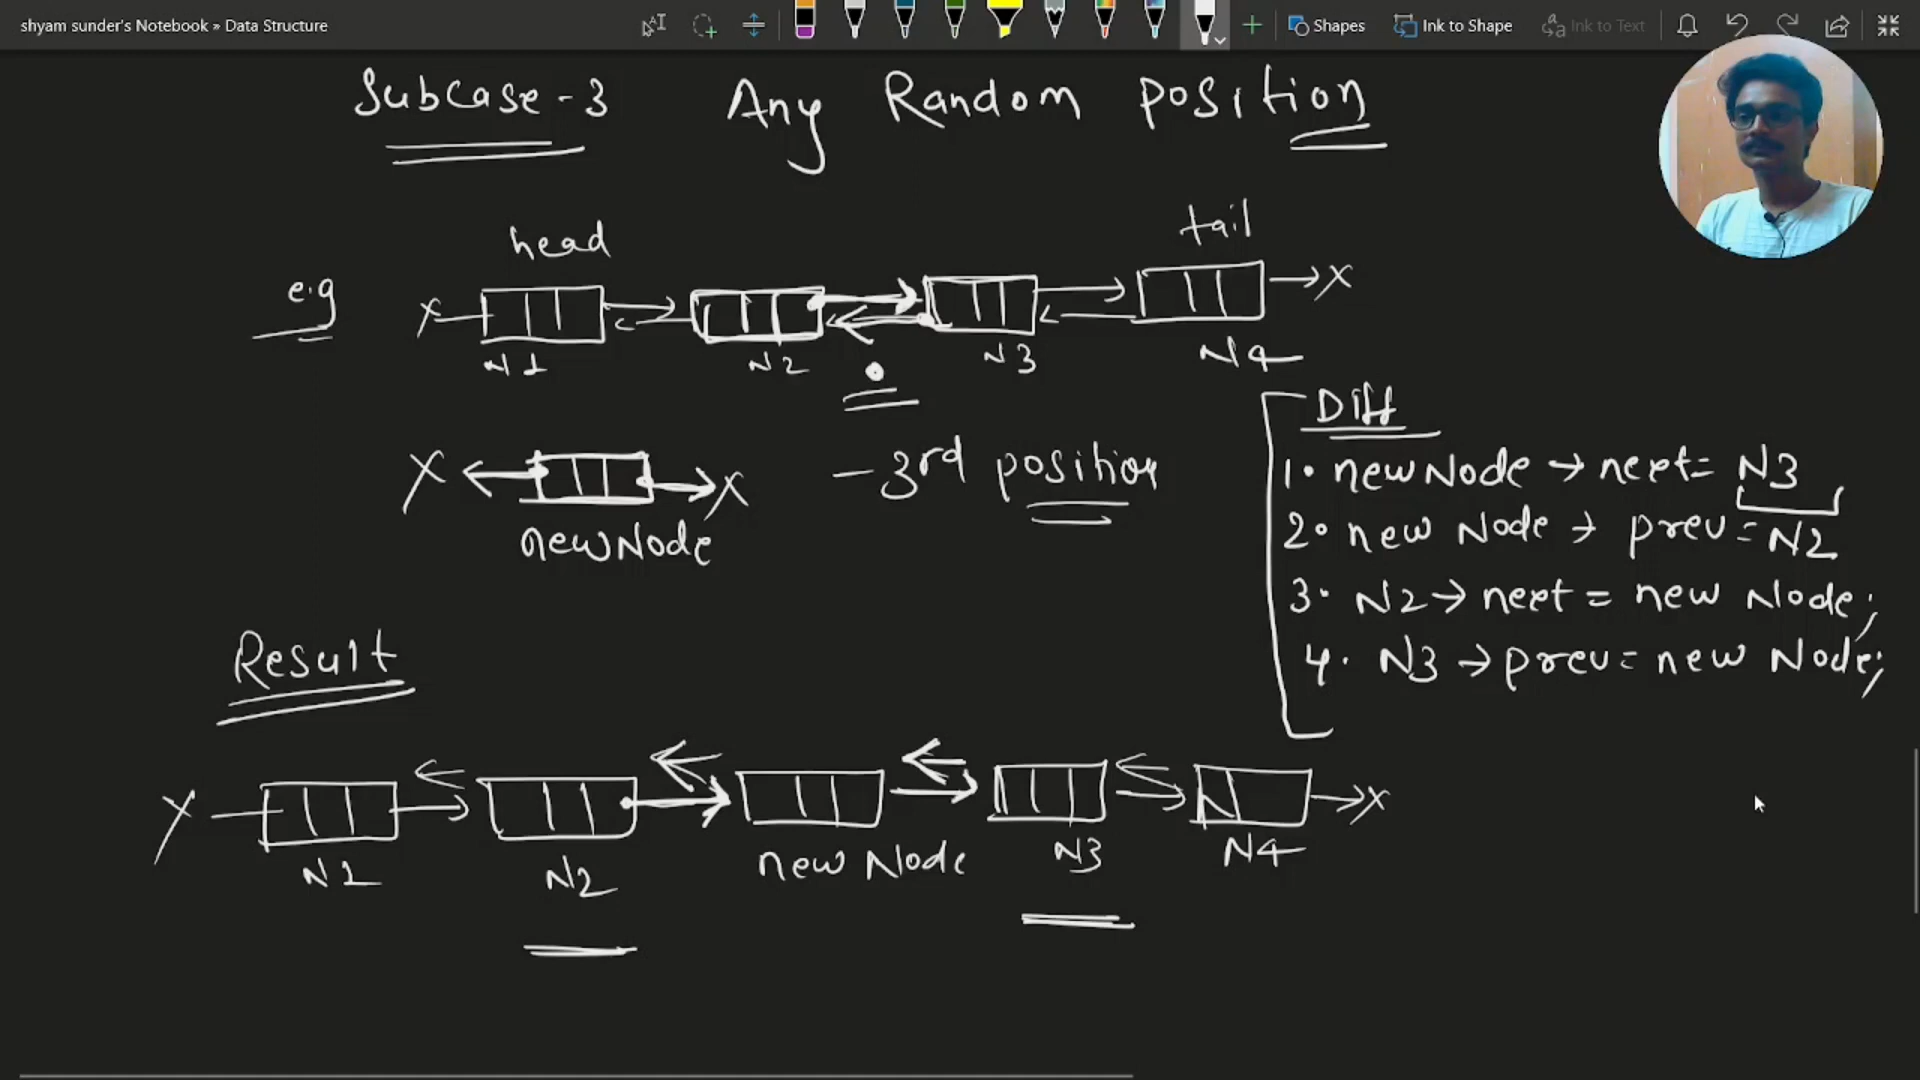 shyam sunder's Notebook » Data Structure
Shapes
Ink to Shape
Ink to Text
Subcase-3 Any Random position
head
tail
e.g
X
X
N1
N2
N3
N4
Diff
X
X
- 3rd position
newNode
1. newNode → next = N3
2. new Node → prev = N2
3. N2 → next = new Node;
4. N3 → prev = new Node;
Result
X
X
N1
N2
new Node
N3
N4